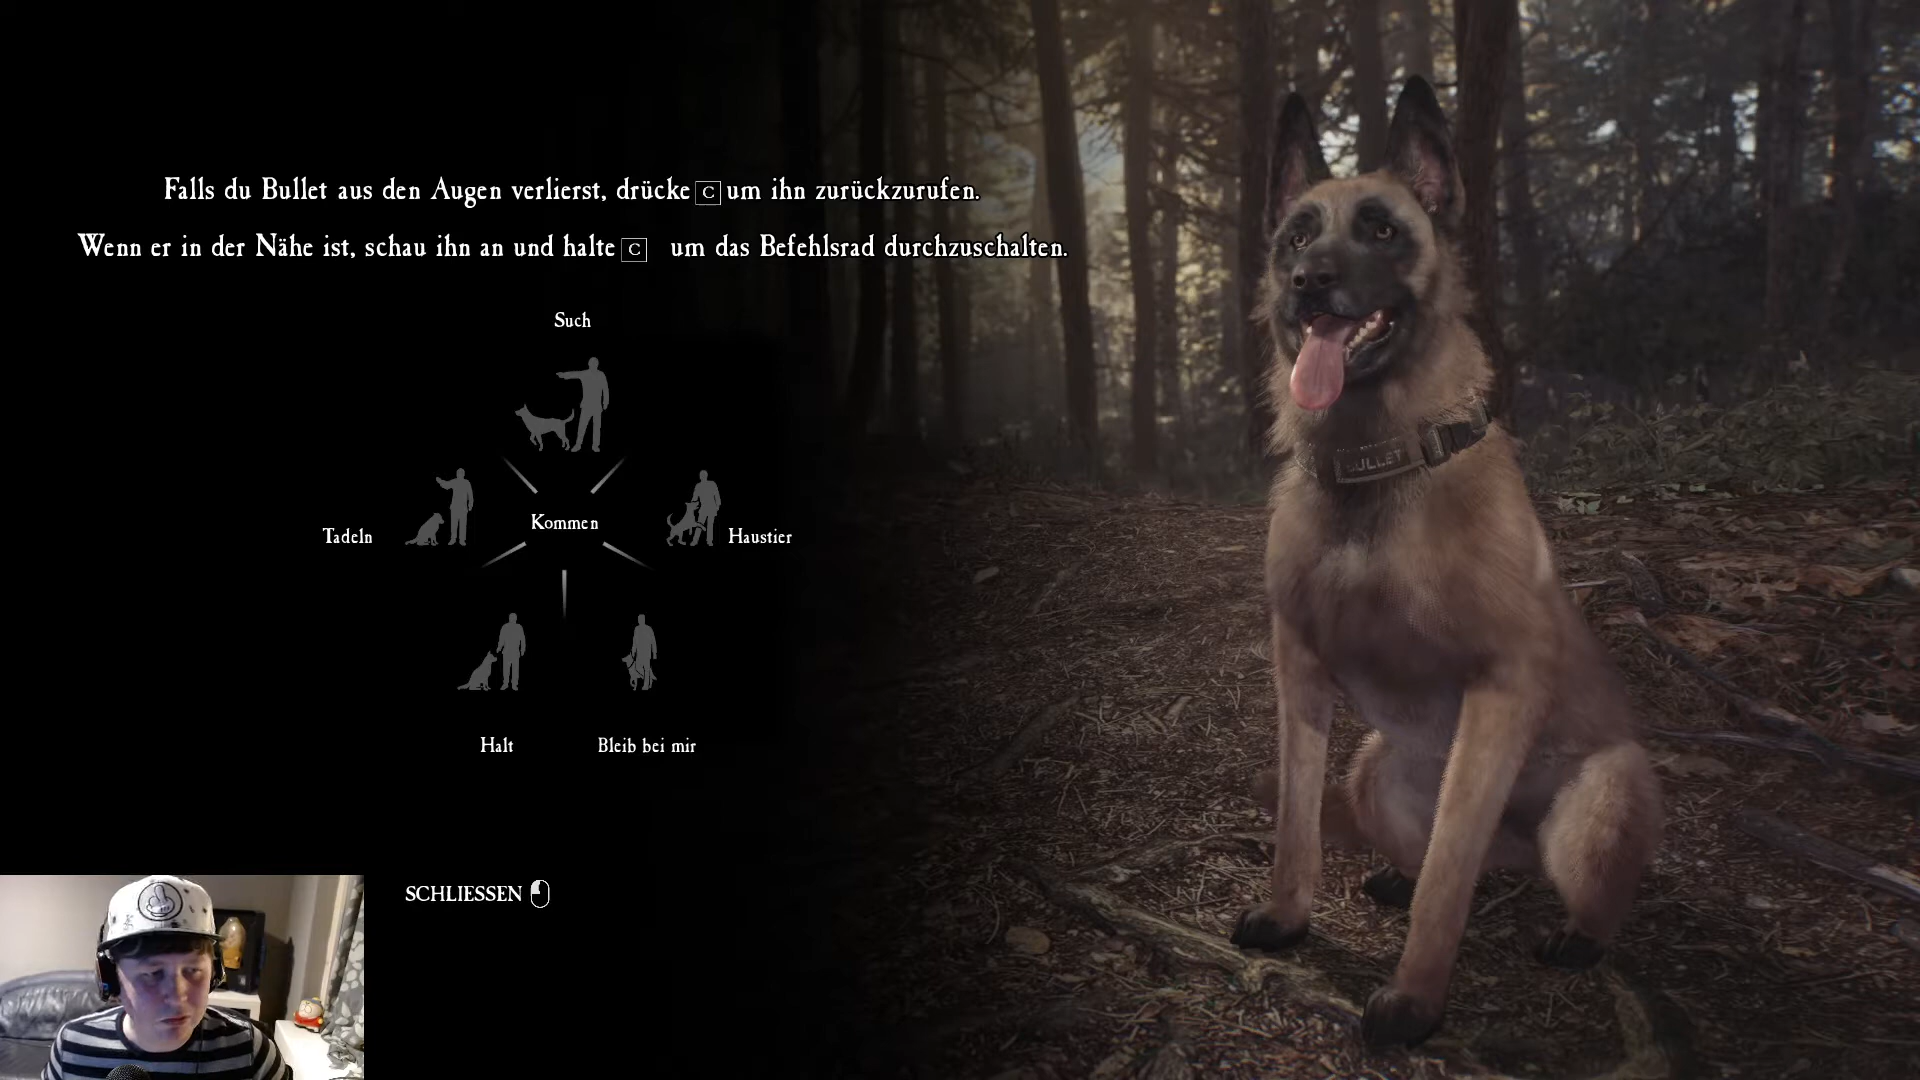 Falls du Bullet aus den Augen verlierst, drücke C um ihn zurückzurufen.
Wenn er in der Nähe ist, schau ihn an und halte C um das Befehlsrad durchzuschalten.
Such
Kommen
Tadeln
Haustier
Halt
Bleib bei mir
SCHLIESSEN
BULLET